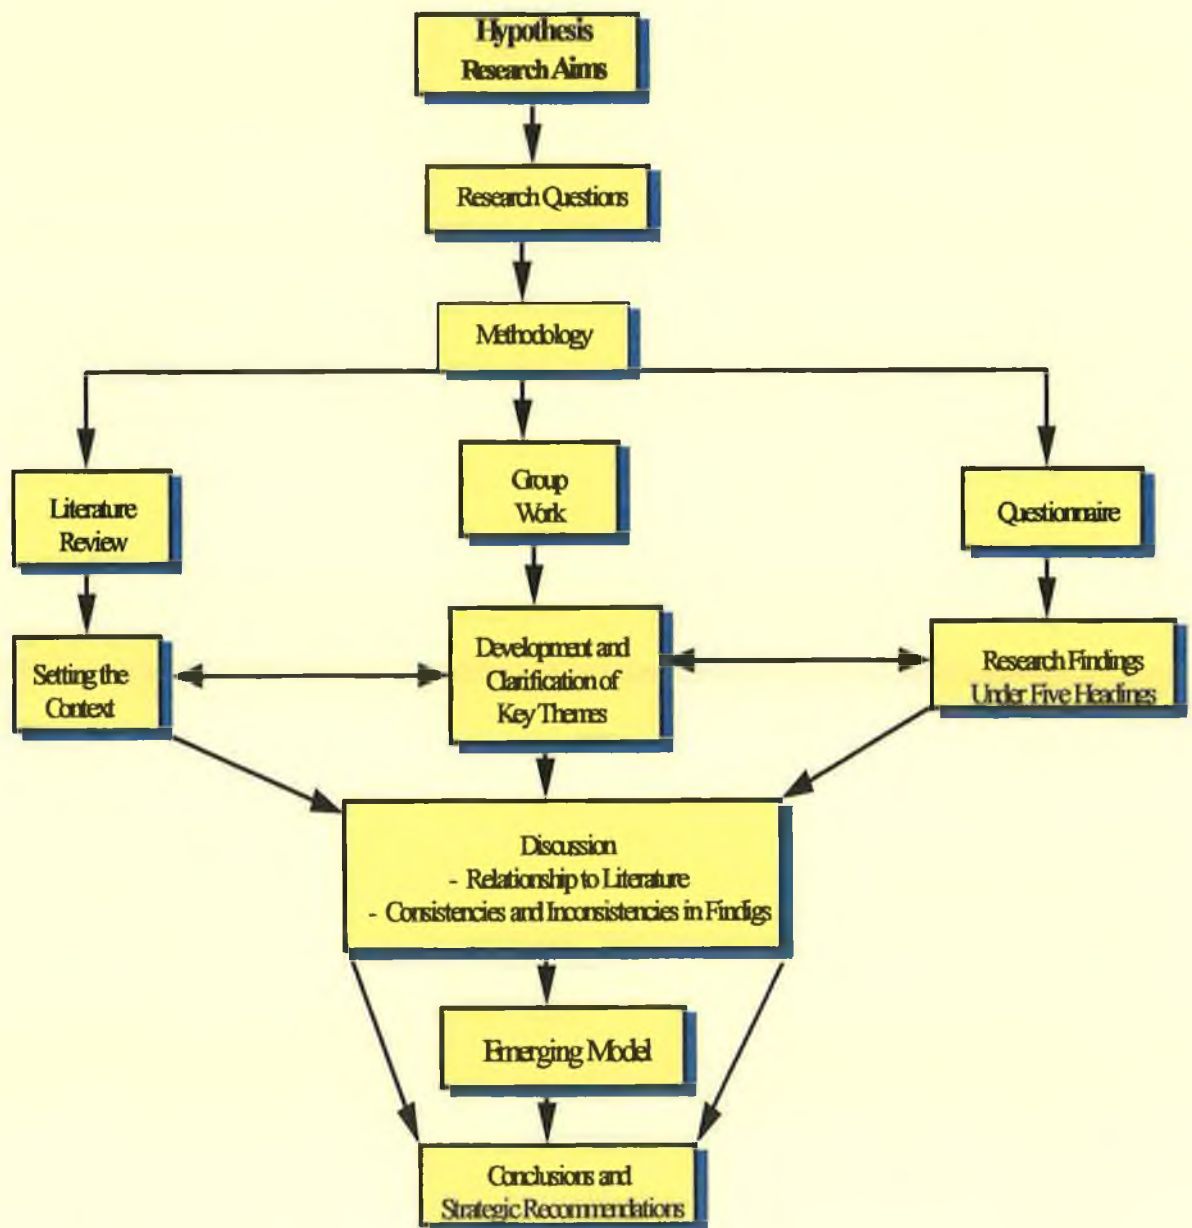 Hypothesis
Research Aims
Research Questions
Methodology
Literature
Review
Group
Work
Questionnaire
Setting the
Context
Development and
Clarification of
Key Themes
Research Findings
Under Five Headings
Discussion
- Relationship to Literature
- Consistencies and Inconsistencies in Findigs
Emerging Model
Conclusions and
Strategic Recommendations